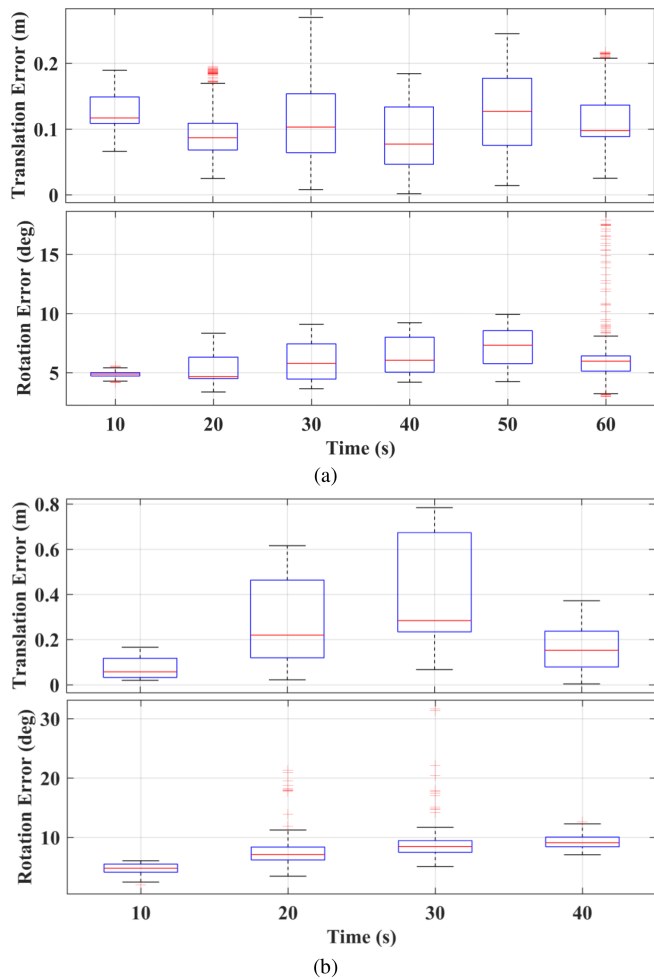 Translation Error (m)
0.2
0.1
0
Rotation Error (deg)
15
10
5
10 20 30 40 50 60
Time (s)
(a)
Translation Error (m)
0.8
0.6
0.4
0.2
0
Rotation Error (deg)
30
20
10
10 20 30 40
Time (s)
(b)